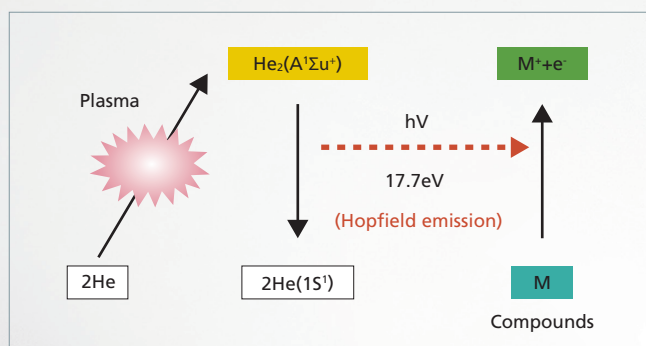 He₂(A¹Σu⁺)
M⁺+e⁻
Plasma
hV
17.7eV
(Hopfield emission)
2He
2He(1S¹)
M
Compounds